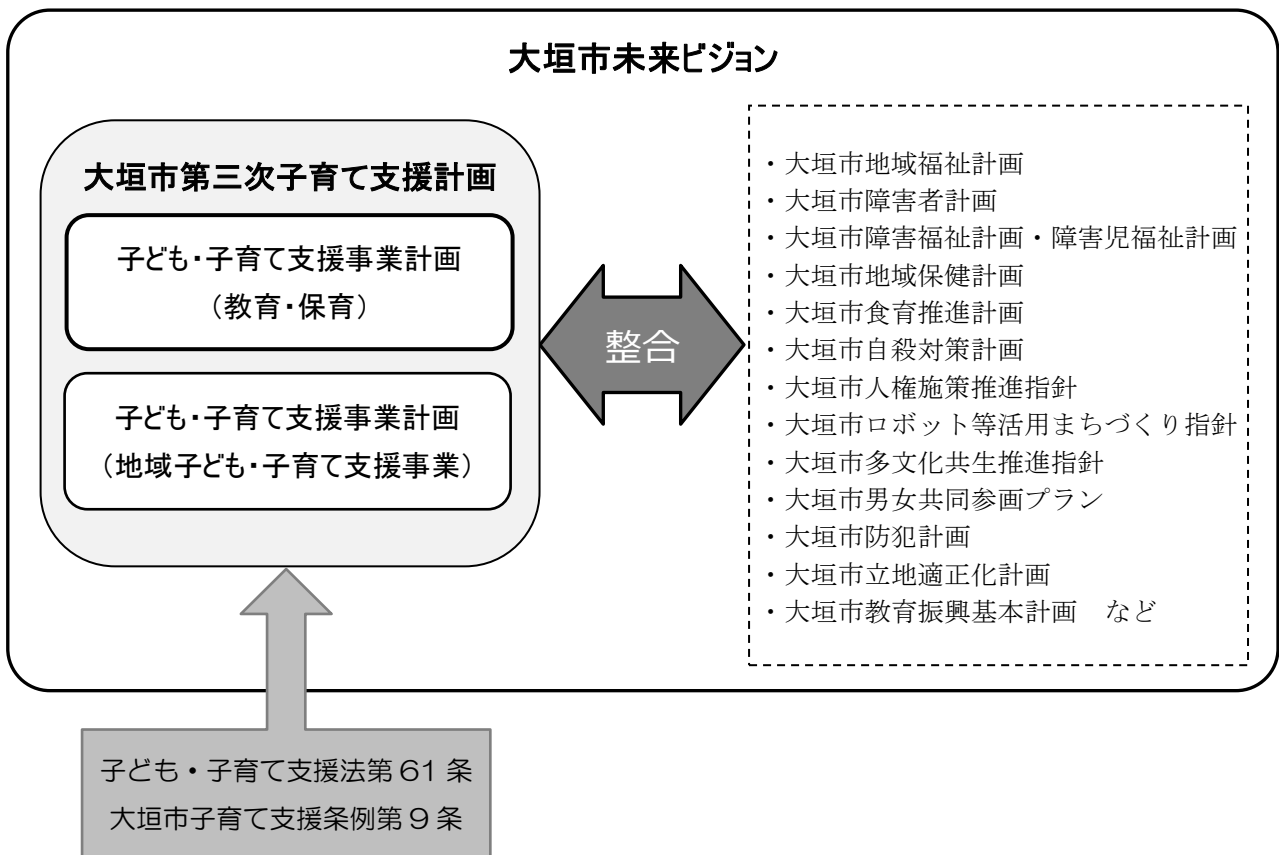 大垣市未来ビジョン
大垣市第三次子育て支援計画
子ども・子育て支援事業計画
（教育・保育）
子ども・子育て支援事業計画
（地域子ども・子育て支援事業）
整合
・大垣市地域福祉計画
・大垣市障害者計画
・大垣市障害福祉計画・障害児福祉計画
・大垣市地域保健計画
・大垣市食育推進計画
・大垣市自殺対策計画
・大垣市人権施策推進指針
・大垣市ロボット等活用まちづくり指針
・大垣市多文化共生推進指針
・大垣市男女共同参画プラン
・大垣市防犯計画
・大垣市立地適正化計画
・大垣市教育振興基本計画　など
子ども・子育て支援法第 61 条
大垣市子育て支援条例第 9 条